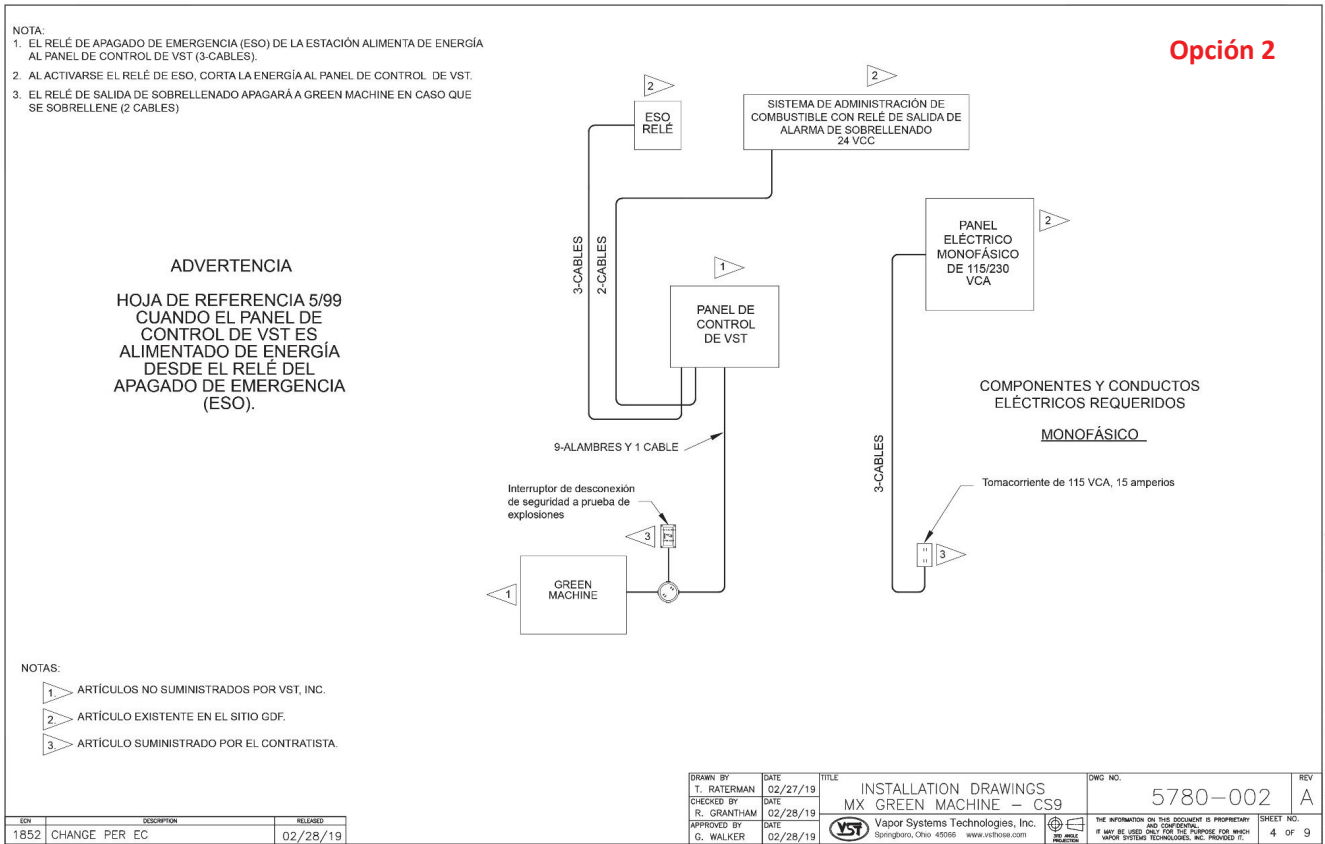 NOTA:
1. EL RELÉ DE APAGADO DE EMERGENCIA (ESO) DE LA ESTACIÓN ALIMENTA DE ENERGÍA
AL PANEL DE CONTROL DE VST (3-CABLES).
2. AL ACTIVARSE EL RELÉ DE ESO, CORTA LA ENERGÍA AL PANEL DE CONTROL DE VST.
3. EL RELÉ DE SALIDA DE SOBRELLENADO APAGARÁ A GREEN MACHINE EN CASO QUE
SE SOBRELLENE (2 CABLES)
Opción 2
2
ESO
RELÉ
2
SISTEMA DE ADMINISTRACIÓN DE
COMBUSTIBLE CON RELÉ DE SALIDA DE
ALARMA DE SOBRELLENADO
24 VCC
PANEL
ELÉCTRICO
MONOFÁSICO
DE 115/230
VCA
2
3-CABLES
2-CABLES
ADVERTENCIA
HOJA DE REFERENCIA 5/99
CUANDO EL PANEL DE
CONTROL DE VST ES
ALIMENTADO DE ENERGÍA
DESDE EL RELÉ DEL
APAGADO DE EMERGENCIA
(ESO).
1
PANEL DE
CONTROL
DE VST
COMPONENTES Y CONDUCTOS
ELÉCTRICOS REQUERIDOS
MONOFÁSICO
9-ALAMBRES Y 1 CABLE
3-CABLES
Interruptor de desconexión
de seguridad a prueba de
explosiones
Tomacorriente de 115 VCA, 15 amperios
3
3
1
GREEN
MACHINE
NOTAS:
1. ARTÍCULOS NO SUMINISTRADOS POR VST, INC.
2. ARTÍCULO EXISTENTE EN EL SITIO GDF.
3. ARTÍCULO SUMINISTRADO POR EL CONTRATISTA.
ECN DESCRIPTION RELEASED
1852 CHANGE PER EC 02/28/19
DRAWN BY DATE
T. RATERMAN 02/27/19
CHECKED BY DATE
R. GRANTHAM 02/28/19
APPROVED BY DATE
G. WALKER 02/28/19
TITLE
INSTALLATION DRAWINGS
MX GREEN MACHINE – CS9
VST
Vapor Systems Technologies, Inc.
Springboro, Ohio 45066 www.vsthose.com
3RD ANGLE
PROJECTION
DWG NO.
5780-002
REV
A
THE INFORMATION ON THIS DOCUMENT IS PROPRIETARY
AND CONFIDENTIAL.
IT MAY BE USED ONLY FOR THE PURPOSE FOR WHICH
VAPOR SYSTEMS TECHNOLOGIES, INC. PROVIDED IT.
SHEET NO.
4 OF 9